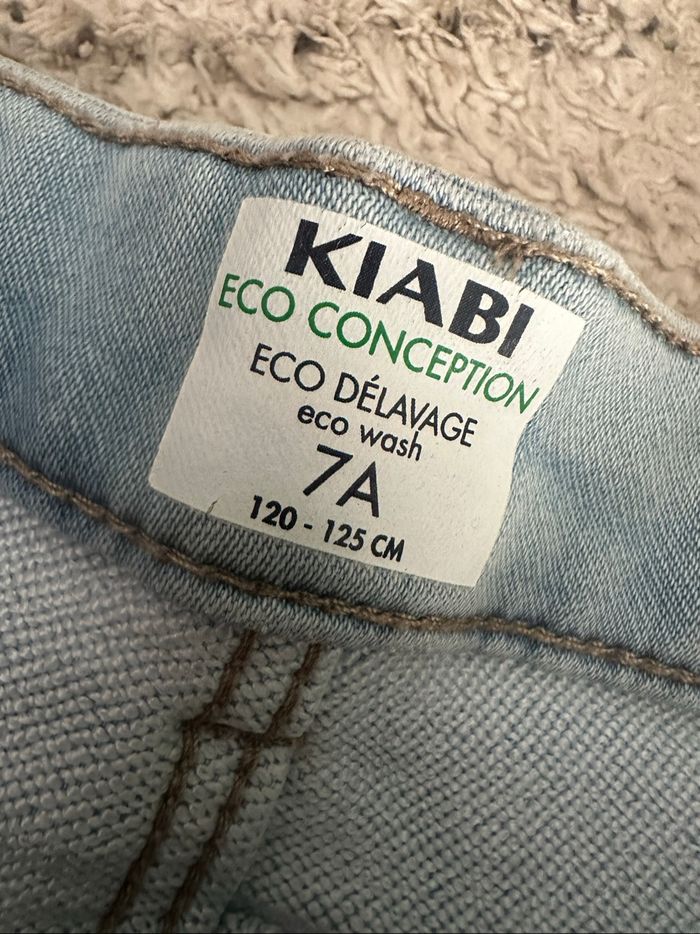 KIABI
ECO CONCEPTION
ECO DÉLAVAGE
eco wash
7A
120 - 125 CM